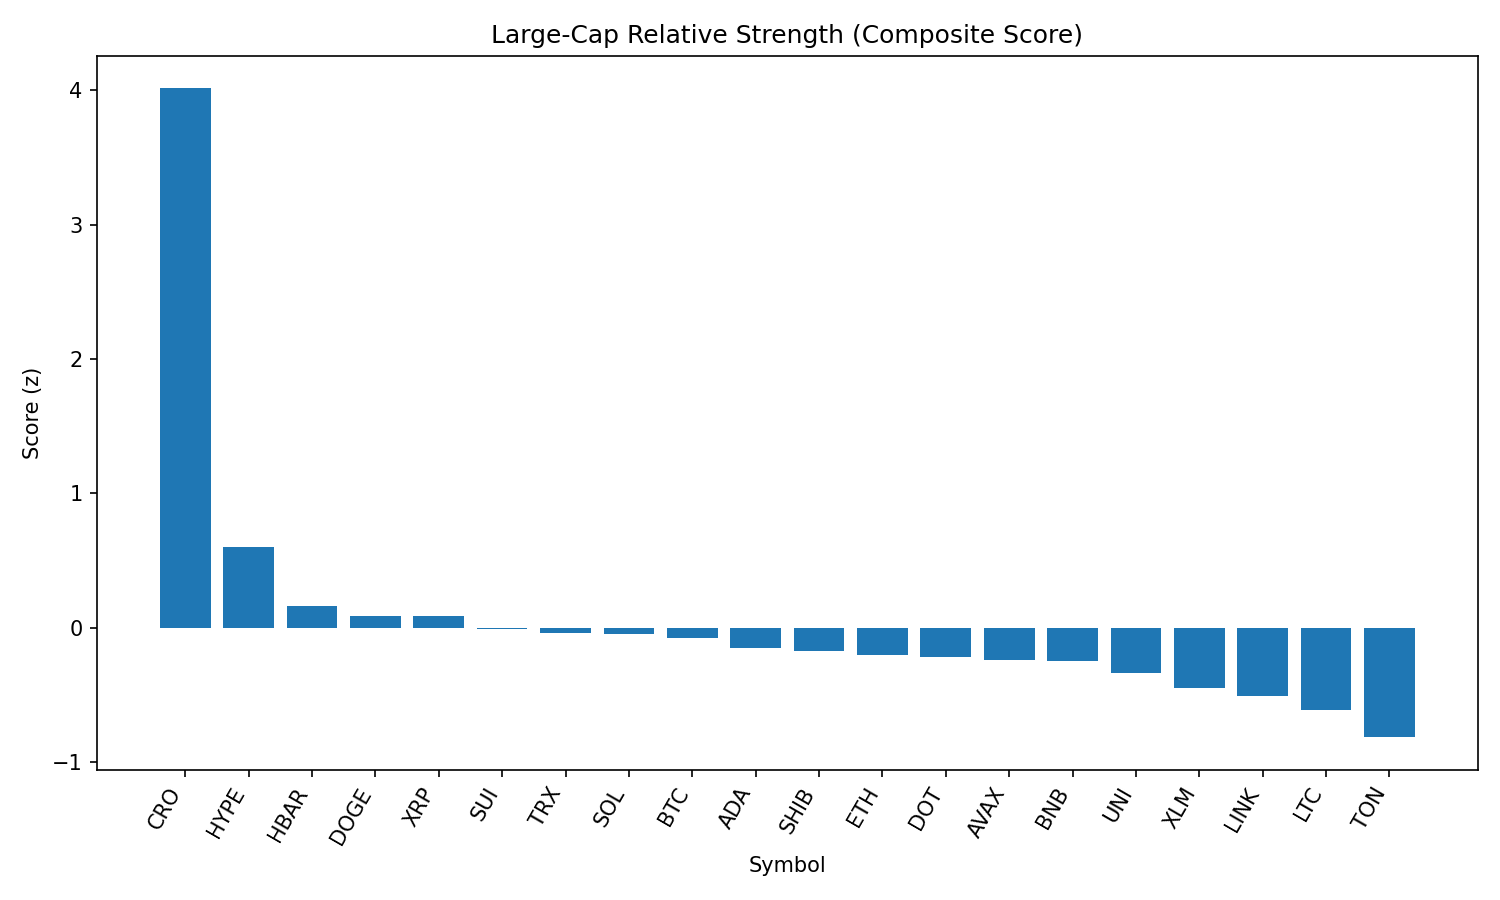 Large-Cap Relative Strength (Composite Score)
4
3
2
1
0
−1
Score (z)
CRO
HYPE
HBAR
DOGE
XRP
SUI
TRX
SOL
BTC
ADA
SHIB
ETH
DOT
AVAX
BNB
UNI
XLM
LINK
LTC
TON
Symbol